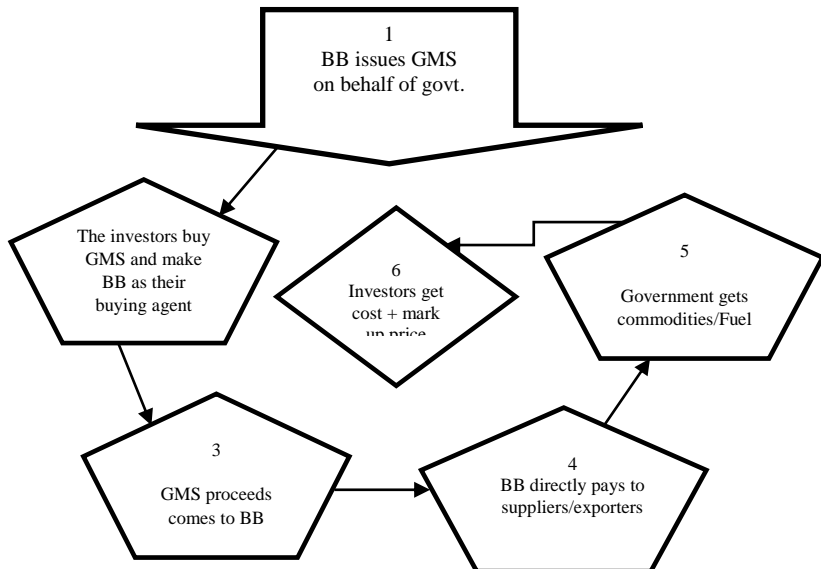 1
BB issues GMS
on behalf of govt.
The investors buy
GMS and make
BB as their
buying agent
3
GMS proceeds
comes to BB
4
BB directly pays to
suppliers/exporters
5
Government gets
commodities/Fuel
6
Investors get
cost + mark
up price